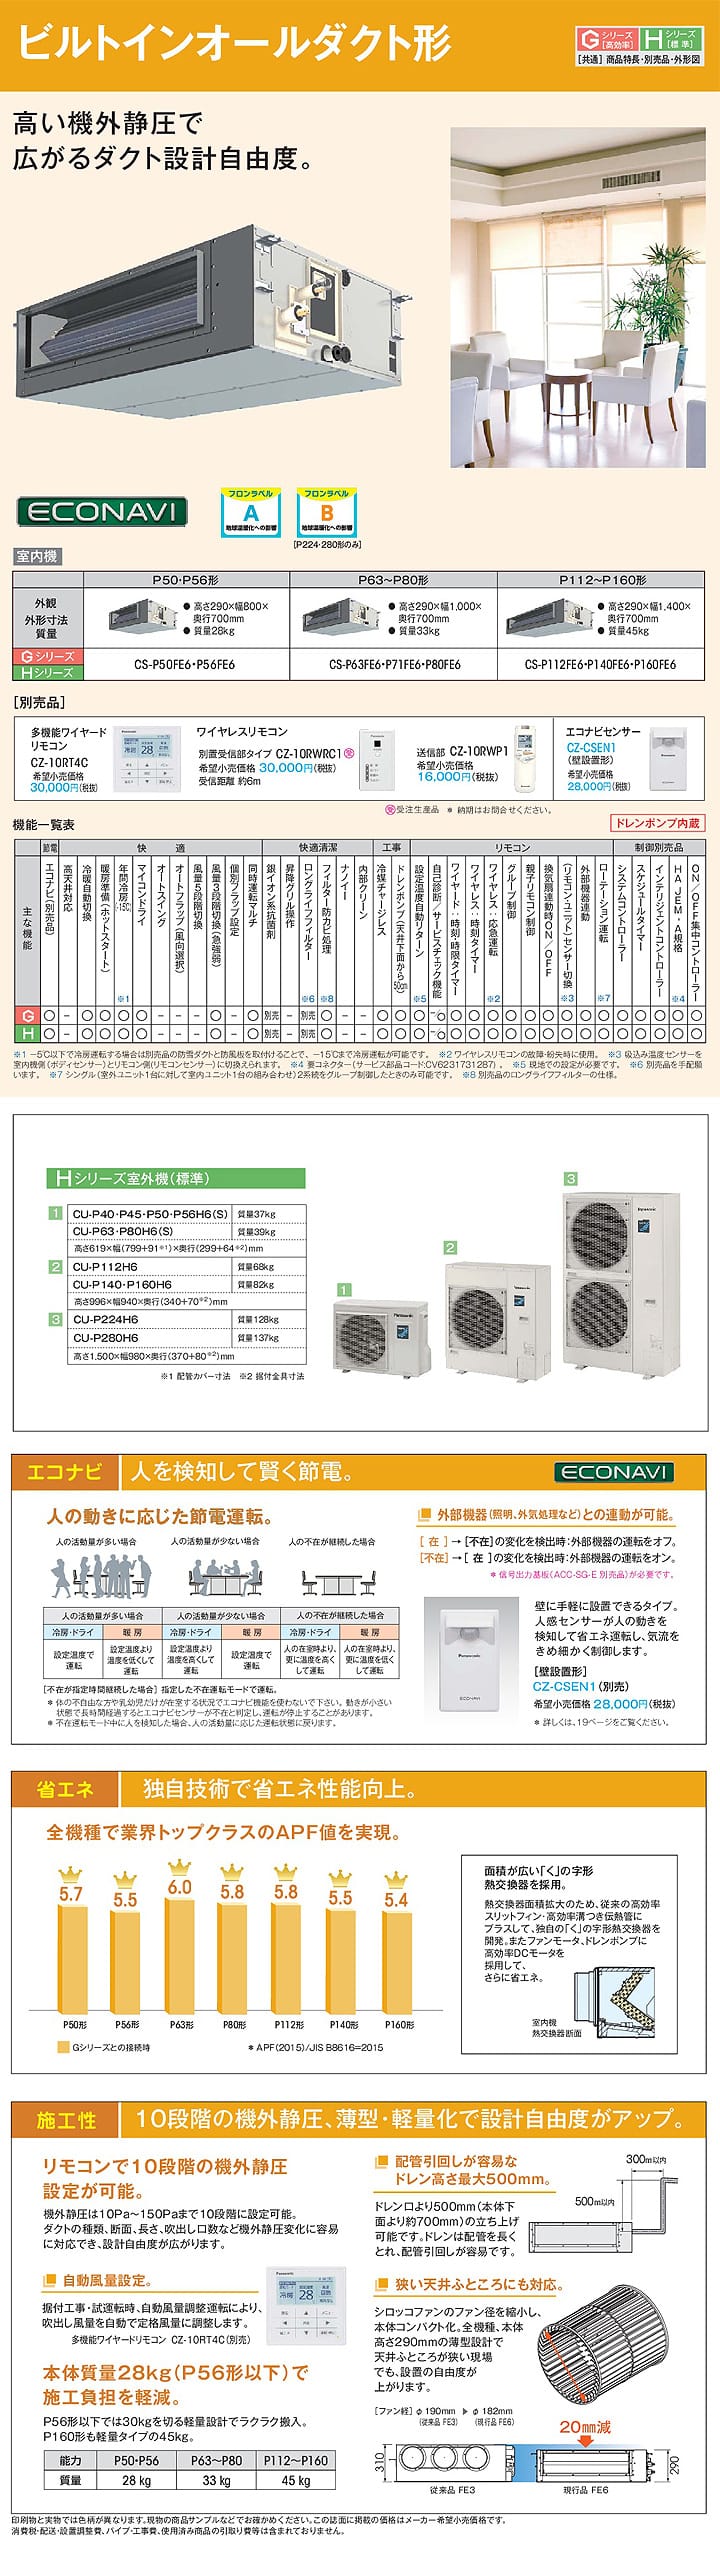 ビルトインオールダクト形
Gシリーズ[高効率] Hシリーズ[標準]
[共通] 商品特長・別売品・外形図
高い機外静圧で
広がるダクト設計自由度。
ECONAVI
フロンラベル A 地球温暖化への影響
フロンラベル B 地球温暖化への影響
[P224・280形のみ]
室内機
P50・P56形 P63〜P80形 P112〜P160形
外観
外形寸法
質量
●高さ290×幅800×
奥行700mm
●質量28kg
●高さ290×幅1,000×
奥行700mm
●質量33kg
●高さ290×幅1,400×
奥行700mm
●質量45kg
Gシリーズ
Hシリーズ
CS-P50FE6・P56FE6 CS-P63FE6・P71FE6・P80FE6 CS-P112FE6・P140FE6・P160FE6
[別売品]
多機能ワイヤード
リモコン
CZ-10RT4C
希望小売価格
30,000円(税抜)
ワイヤレスリモコン
別置受信部タイプ CZ-10RWRC1㊛
希望小売価格 30,000円(税抜)
受信距離 約6m
送信部 CZ-10RWP1
希望小売価格
16,000円(税抜)
エコナビセンサー
CZ-CSEN1
(壁設置形)
希望小売価格
28,000円(税抜)
受注生産品 * 納期はお問合せください。
機能一覧表
ドレンポンプ内蔵
節電 快適 快適清潔 工事 リモコン 制御別売品
主な機能
エコナビ(別売品)
高天井対応
冷暖自動切換
暖房準備(ホットスタート)
年間冷房(-15℃) ※1
マイコンドライ
オートスイング
オートフラップ(風向選択)
風量5段階切換
風量3段階切換(急強弱)
個別フラップ設定
同時運転マルチ
銀イオン系抗菌剤
昇降グリル操作
ロングライフフィルター ※6
フィルター防カビ処理 ※8
ナノイー
内部クリーン
冷媒チャージレス
ドレンポンプ(天井下面から50cm)
設定温度自動リターン ※5
自己診断/サービスチェック機能
ワイヤード:時刻・時限タイマー
ワイヤレス:時刻タイマー
ワイヤレス:応急運転 ※2
グループ制御
親子リモコン制御
換気扇連動時ON/OFF
(リモコン・ユニット)センサー切換 ※3
外部機器連動
ローテーション運転 ※7
システムコントローラー
スケジュールタイマー
インテリジェントコントローラー
HA JEM-A規格 ※4
ON/OFF集中コントローラー
G ○ − ○ ○ ○ ○ − − − ○ − ○ 別売 − 別売 ○ − − ○ ○ ○ −/○ ○ ○ ○ ○ ○ ○ ○ ○ ○ ○ ○ ○ ○ ○
H ○ − ○ ○ ○ ○ − − − ○ − ○ 別売 − 別売 ○ − − ○ ○ ○ −/○ ○ ○ ○ ○ ○ ○ ○ ○ ○ ○ ○ ○ ○ ○
※1 −5℃以下で冷房運転する場合は別売品の防雪ダクトと防風板を取付けることで、−15℃まで冷房運転が可能です。 ※2 ワイヤレスリモコンの故障・紛失時に使用。 ※3 吸込み温度センサーを
室内機側(ボディセンサー)とリモコン側(リモコンセンサー)に切換えられます。 ※4 要コネクター(サービス部品コード:CV6231731287)。 ※5 現地での設定が必要です。 ※6 別売品を手配願
います。 ※7 シングル(室外ユニット1台に対して室内ユニット1台の組み合わせ)2系統をグループ制御したときのみ可能です。 ※8 別売品のロングライフフィルターの仕様。
Hシリーズ室外機(標準)
1 CU-P40・P45・P50・P56H6(S) 質量37kg
CU-P63・P80H6(S) 質量39kg
高さ619×幅(799+91※1)×奥行(299+64※2)mm
2 CU-P112H6 質量68kg
CU-P140・P160H6 質量82kg
高さ996×幅940×奥行(340+70※2)mm
3 CU-P224H6 質量128kg
CU-P280H6 質量137kg
高さ1,500×幅980×奥行(370+80※2)mm
※1 配管カバー寸法 ※2 据付金具寸法
1
2
3
エコナビ 人を検知して賢く節電。 ECONAVI
人の動きに応じた節電運転。
人の活動量が多い場合 人の活動量が少ない場合 人の不在が継続した場合
人の活動量が多い場合 人の活動量が少ない場合 人の不在が継続した場合
冷房・ドライ 暖房 冷房・ドライ 暖房 冷房・ドライ 暖房
設定温度で運転
設定温度より温度を低くして運転
設定温度より温度を高くして運転
設定温度で運転
人の在室時より、更に温度を高くして運転
人の在室時より、更に温度を低くして運転
[不在が指定時間継続した場合] 指定した不在運転モードで運転。
* 体の不自由な方や乳幼児だけが在室する状況でエコナビ機能を使わないで下さい。動きが小さい
状態で長時間経過するとエコナビセンサーが不在と判定し、運転が停止することがあります。
* 不在運転モード中に人を検知した場合、人の活動量に応じた運転状態に戻ります。
外部機器(照明、外気処理など)との連動が可能。
[ 在 ] → [不在]の変化を検出時:外部機器の運転をオフ。
[不在] → [ 在 ]の変化を検出時:外部機器の運転をオン。
* 信号出力基板(ACC-SG-E 別売品)が必要です。
壁に手軽に設置できるタイプ。
人感センサーが人の動きを
検知して省エネ運転し、気流を
きめ細かく制御します。
[壁設置形]
CZ-CSEN1(別売)
希望小売価格 28,000円(税抜)
* 詳しくは、19ページをご覧ください。
ECONAVI
省エネ 独自技術で省エネ性能向上。
全機種で業界トップクラスのAPF値を実現。
5.7 5.5 6.0 5.8 5.8 5.5 5.4
P50形 P56形 P63形 P80形 P112形 P140形 P160形
Gシリーズとの接続時 * APF(2015)/JIS B8616=2015
面積が広い「く」の字形
熱交換器を採用。
熱交換器面積拡大のため、従来の高効率
スリットフィン・高効率溝つき伝熱管に
プラスして、独自の「く」の字形熱交換器を
開発。またファンモータ、ドレンポンプに
高効率DCモータを
採用して、
さらに省エネ。
室内機
熱交換器断面
施工性 10段階の機外静圧、薄型・軽量化で設計自由度がアップ。
リモコンで10段階の機外静圧
設定が可能。
機外静圧は10Pa〜150Paまで10段階に設定可能。
ダクトの種類、断面、長さ、吹出し口数など機外静圧変化に容易
に対応でき、設計自由度が広がります。
自動風量設定。
据付工事・試運転時、自動風量調整運転により、
吹出し風量を自動で定格風量に調整します。
多機能ワイヤードリモコン CZ-10RT4C(別売)
本体質量28kg(P56形以下)で
施工負担を軽減。
P56形以下では30kgを切る軽量設計でラクラク搬入。
P160形も軽量タイプの45kg。
能力 P50・P56 P63〜P80 P112〜P160
質量 28 kg 33 kg 45 kg
配管引回しが容易な
ドレン高さ最大500mm。
ドレン口より500mm(本体下
面より約700mm)の立ち上げ
可能です。ドレンは配管を長く
とれ、配管引回しが容易です。
300mm以内
500mm以内
狭い天井ふところにも対応。
シロッコファンのファン径を縮小し、
本体コンパクト化。全機種、本体
高さ290mmの薄型設計で
天井ふところが狭い現場
でも、設置の自由度が
上がります。
[ファン経] φ190mm ▶ φ182mm
(従来品 FE3) (現行品 FE6)
20mm減
310
290
従来品 FE3 現行品 FE6
印刷物と実物では色柄が異なります。現物の商品サンプルなどでお確かめください。この誌面に掲載の価格はメーカー希望小売価格です。
消費税・配送・設置調整費、パイプ・工事費、使用済み商品の引取り費等は含まれておりません。